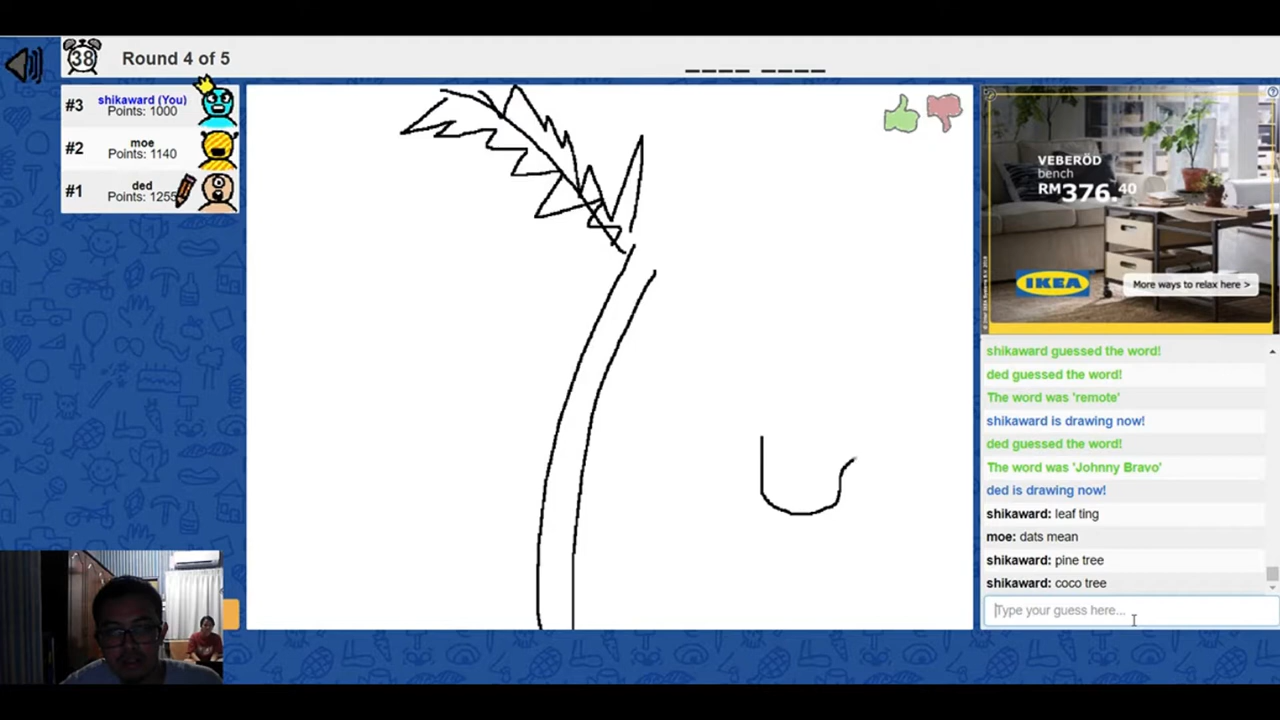 38
Round 4 of 5
____ ____
#3 shikaward (You)
Points: 1000
#2 moe
Points: 1140
#1 ded
Points: 1255
VEBERÖD
bench
RM376.40
IKEA
More ways to relax here >
shikaward guessed the word!
ded guessed the word!
The word was 'remote'
shikaward is drawing now!
ded guessed the word!
The word was 'Johnny Bravo'
ded is drawing now!
shikaward: leaf ting
moe: dats mean
shikaward: pine tree
shikaward: coco tree
Type your guess here...